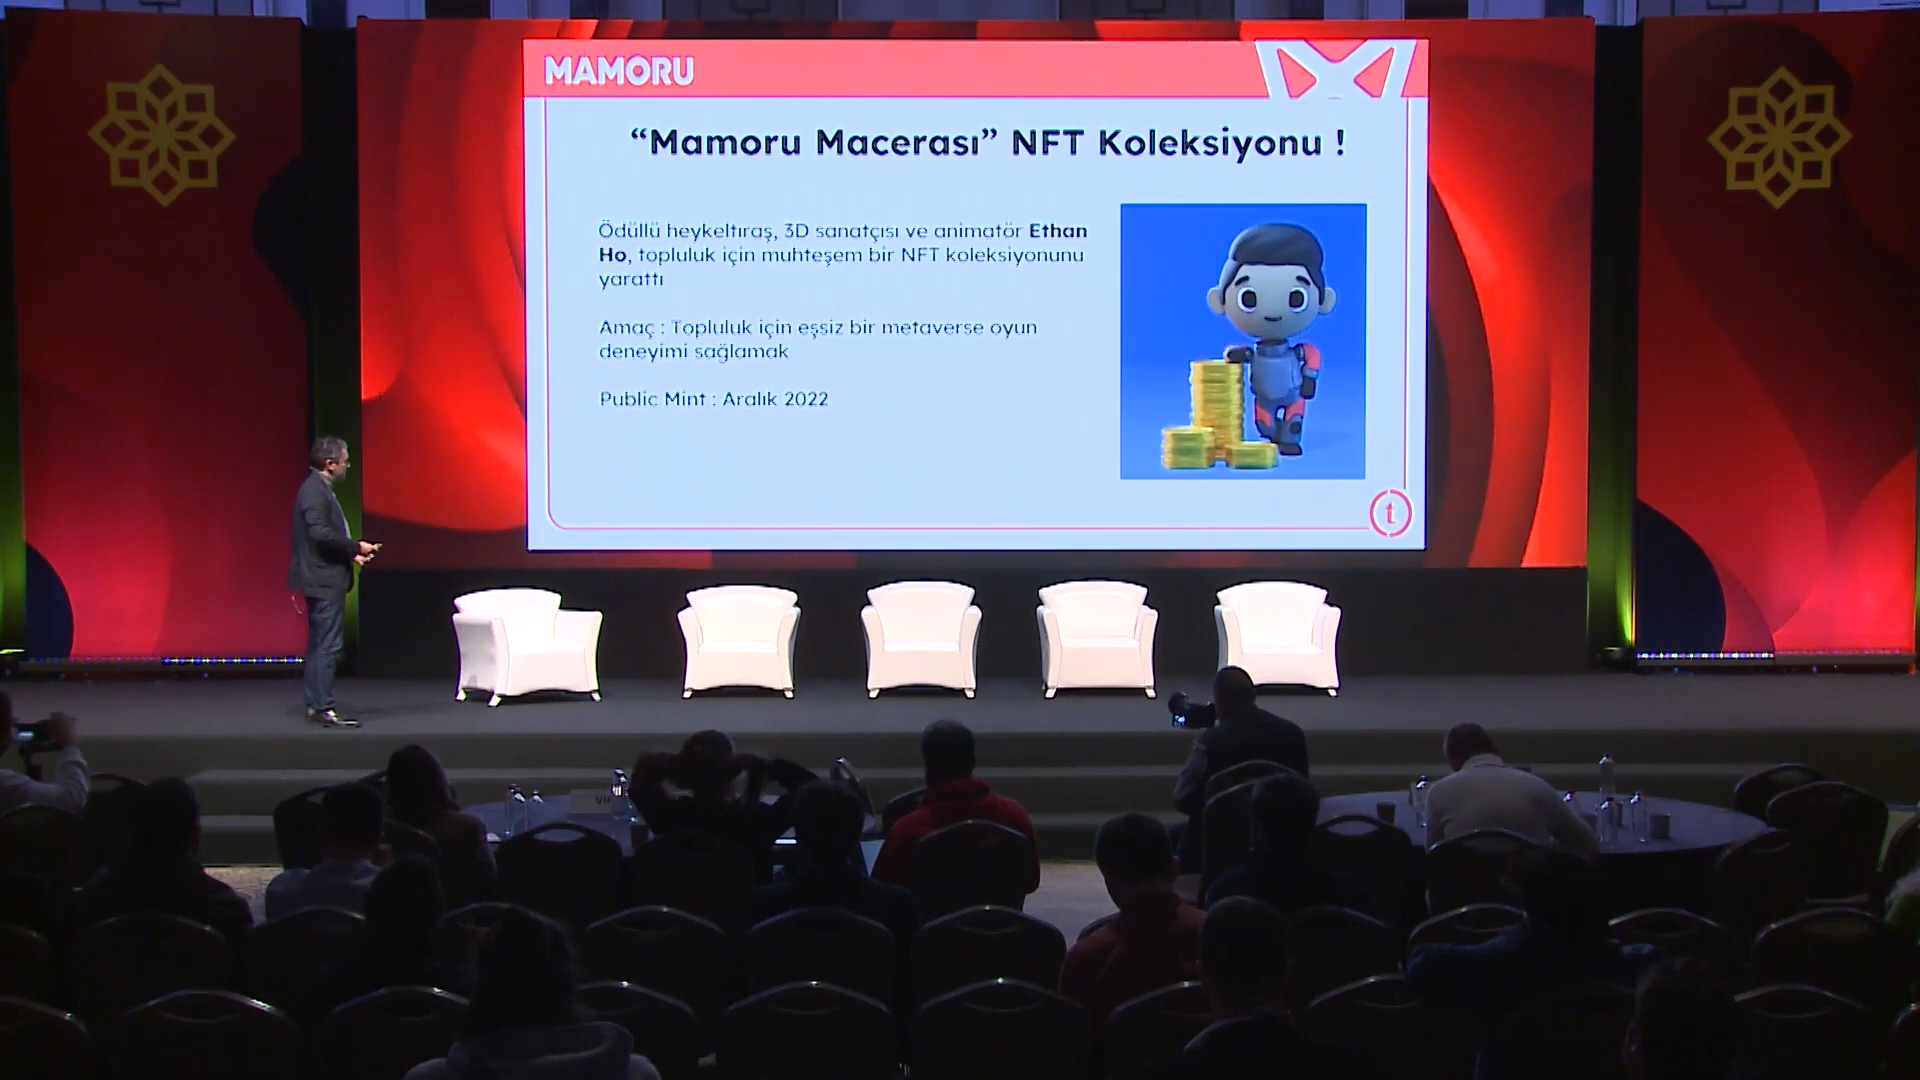 MAMORU
“Mamoru Macerası” NFT Koleksiyonu !
Ödüllü heykeltıraş, 3D sanatçısı ve animatör Ethan
Ho, topluluk için muhteşem bir NFT koleksiyonunu
yarattı
Amaç : Topluluk için eşsiz bir metaverse oyun
deneyimi sağlamak
Public Mint : Aralık 2022
t